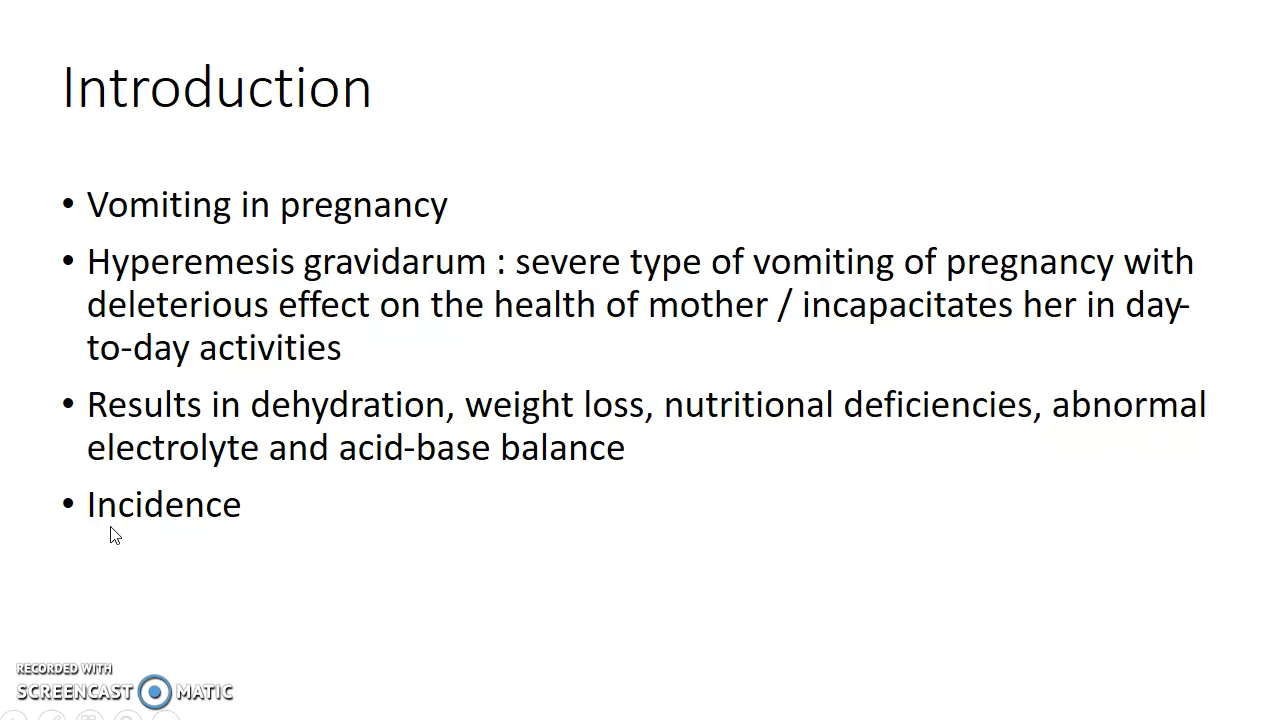 Introduction
• Vomiting in pregnancy
• Hyperemesis gravidarum : severe type of vomiting of pregnancy with
deleterious effect on the health of mother / incapacitates her in day-
to-day activities
• Results in dehydration, weight loss, nutritional deficiencies, abnormal
electrolyte and acid-base balance
• Incidence
RECORDED WITH
SCREENCAST MATIC